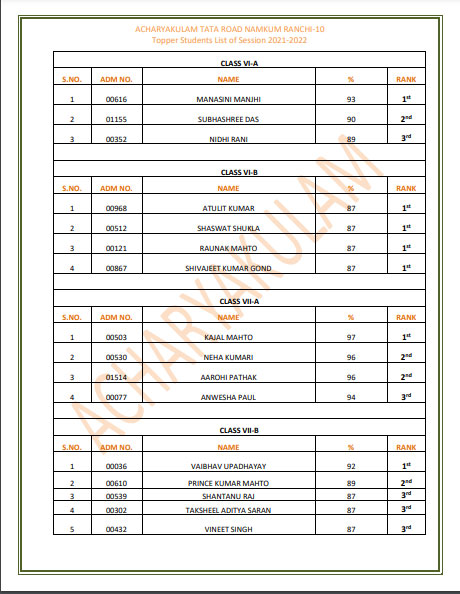 ACHARYAKULAM TATA ROAD NAMKUM RANCHI-10
Topper Students List of Session 2021-2022
CLASS VI-A
S.NO. ADM NO. NAME % RANK
1 00616 MANASINI MANJHI 93 1st
2 01155 SUBHASHREE DAS 90 2nd
3 00352 NIDHI RANI 89 3rd
CLASS VI-B
S.NO. ADM NO. NAME % RANK
1 00968 ATULIT KUMAR 87 1st
2 00512 SHASWAT SHUKLA 87 1st
3 00121 RAUNAK MAHTO 87 1st
4 00867 SHIVAJEET KUMAR GOND 87 1st
CLASS VII-A
S.NO. ADM NO. NAME % RANK
1 00503 KAJAL MAHTO 97 1st
2 00530 NEHA KUMARI 96 2nd
3 01514 AAROHI PATHAK 96 2nd
4 00077 ANWESHA PAUL 94 3rd
CLASS VII-B
S.NO. ADM NO. NAME % RANK
1 00036 VAIBHAV UPADHAYAY 92 1st
2 00610 PRINCE KUMAR MAHTO 89 2nd
3 00539 SHANTANU RAJ 87 3rd
4 00302 TAKSHEEL ADITYA SARAN 87 3rd
5 00432 VINEET SINGH 87 3rd
ACHARYAKULAM